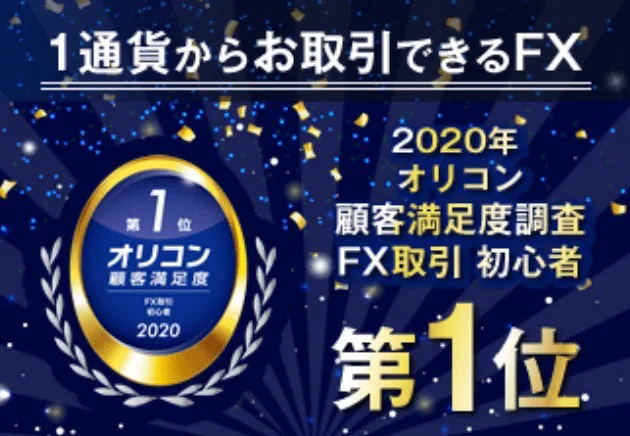 1通貨からお取引できるFX
2020年
オリコン
顧客満足度調査
FX取引 初心者
第1位
第1位
オリコン
顧客満足度
FX取引
初心者
2020